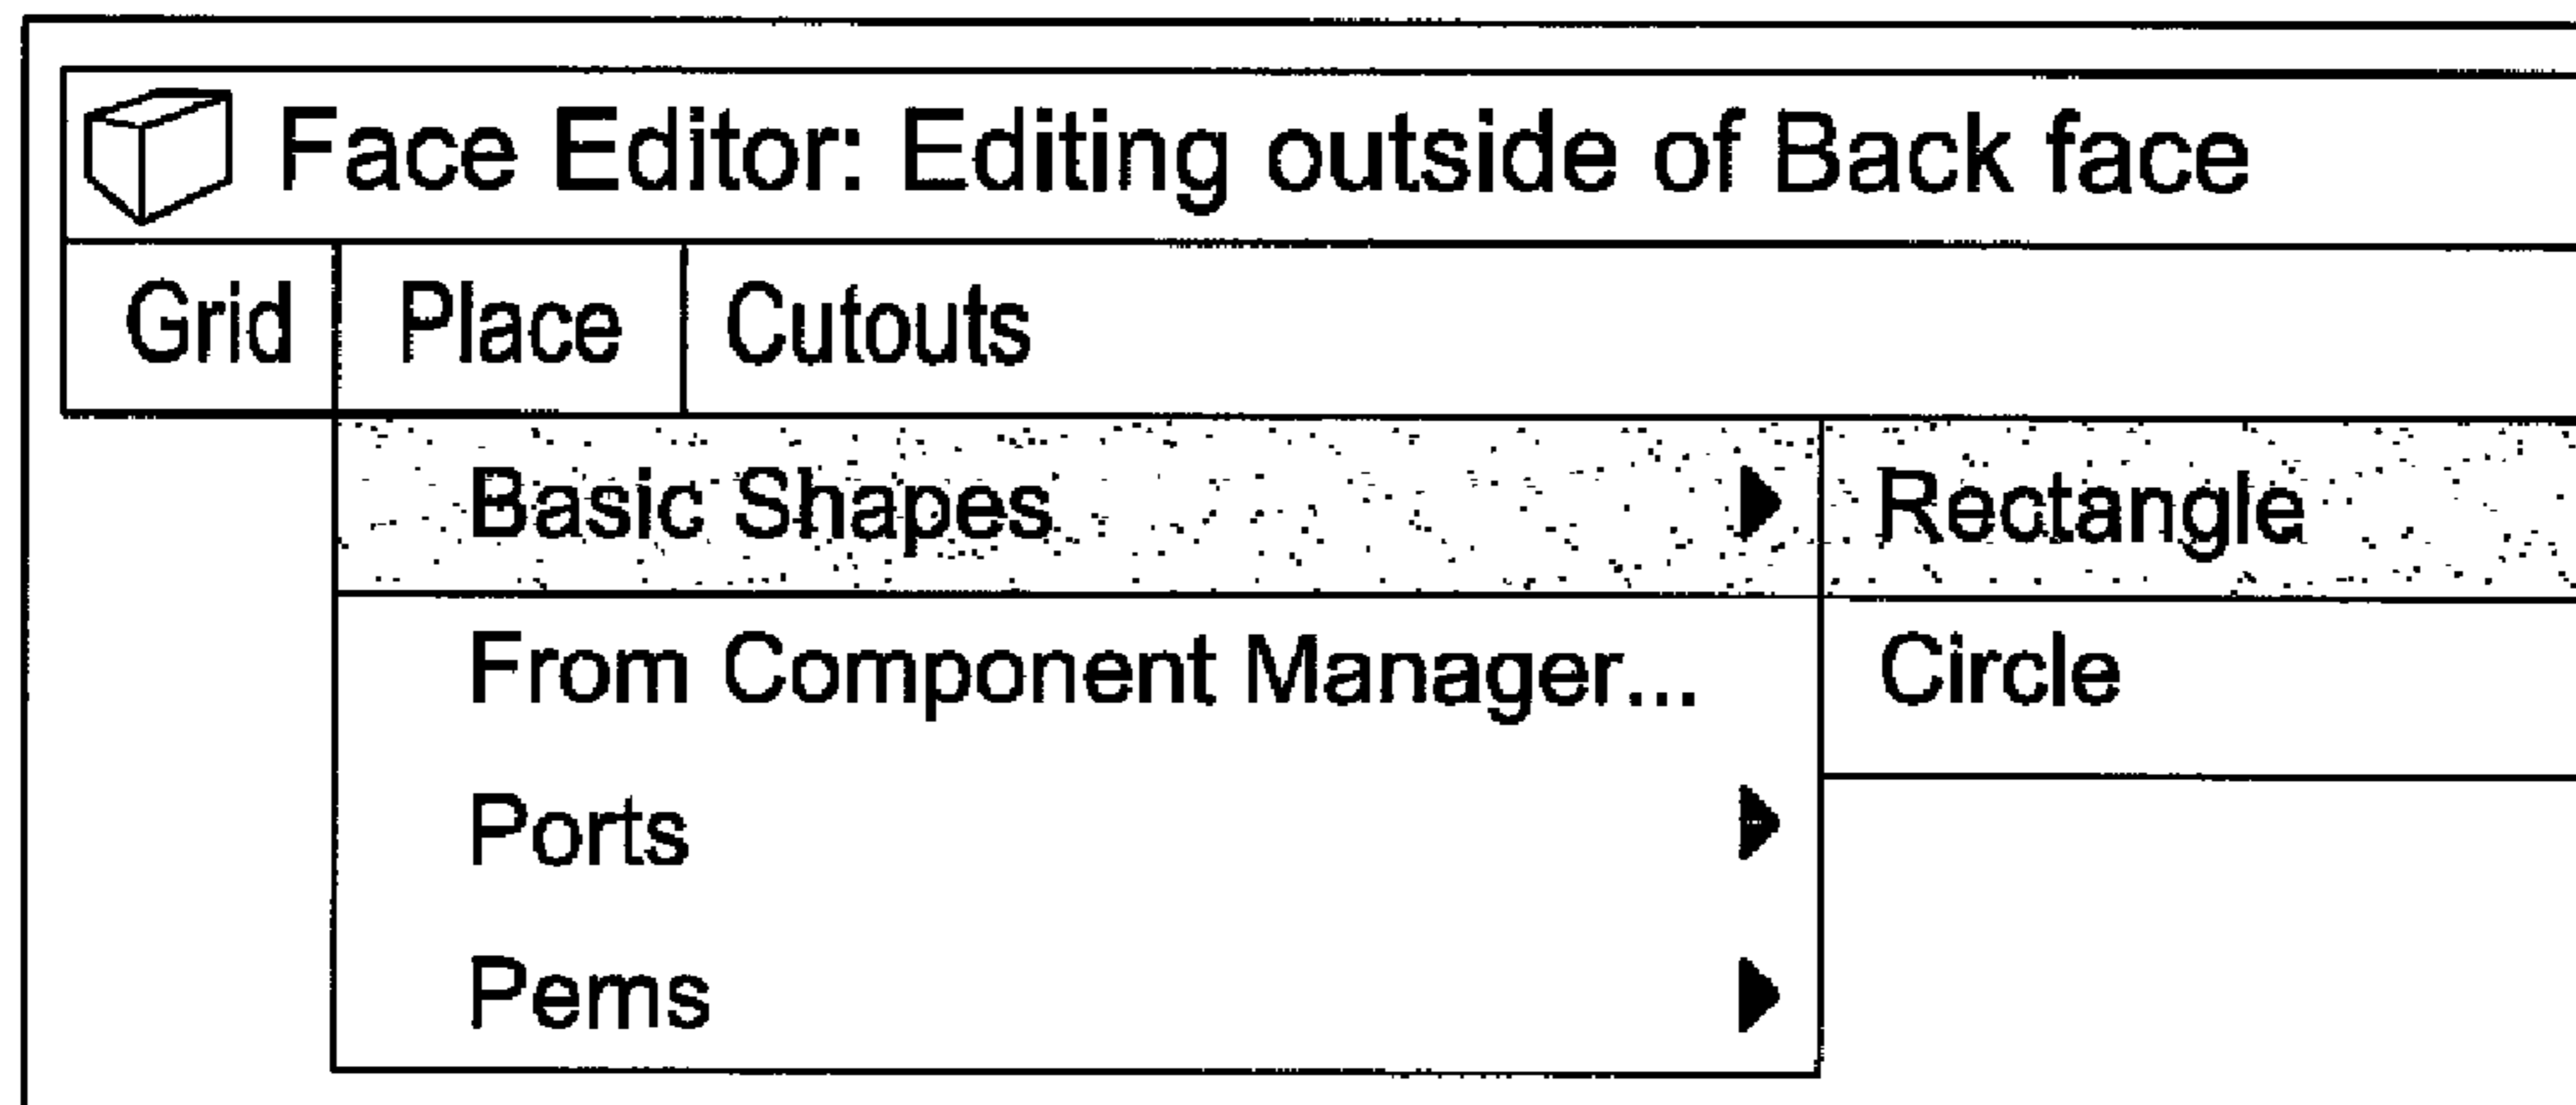 Face Editor: Editing outside of Back face
Grid Place Cutouts
Basic Shapes Rectangle
From Component Manager... Circle
Ports
Pems